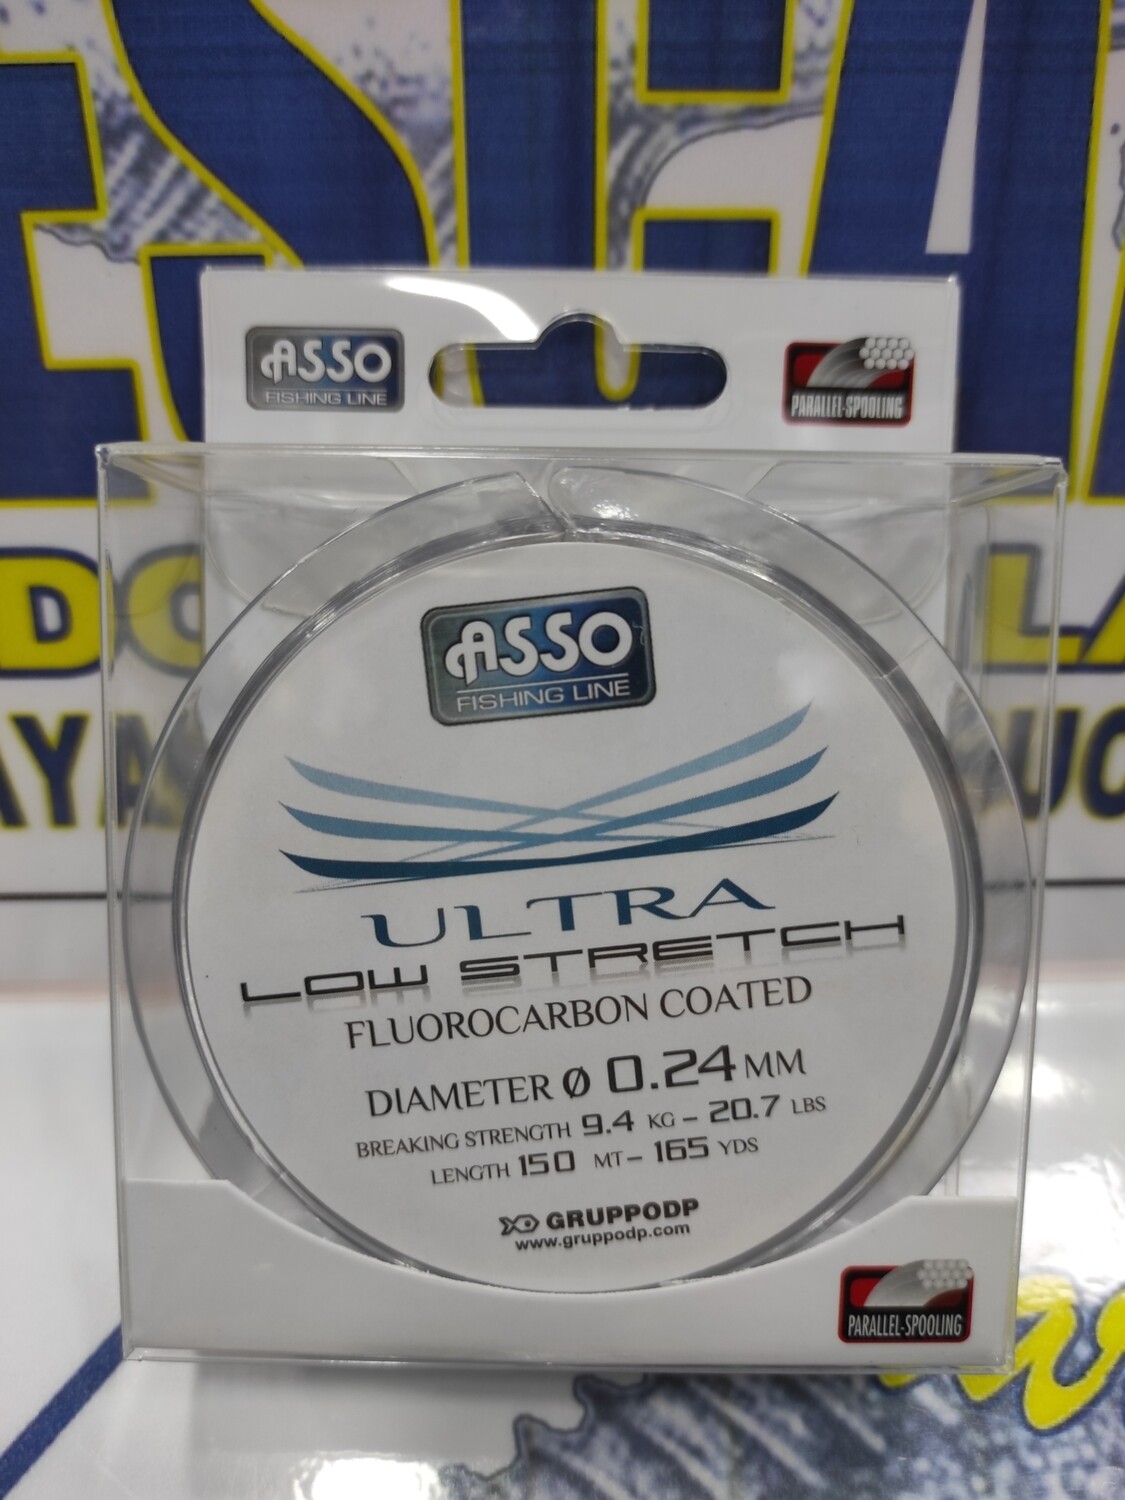 ASSO
FISHING LINE
PARALLEL-SPOOLING
ASSO
FISHING LINE
ULTRA
LOW STRETCH
FLUOROCARBON COATED
DIAMETER Ø 0.24 MM
BREAKING STRENGTH 9.4 KG - 20.7 LBS
LENGTH 150 MT - 165 YDS
GRUPPODP
www.gruppodp.com
PARALLEL-SPOOLING